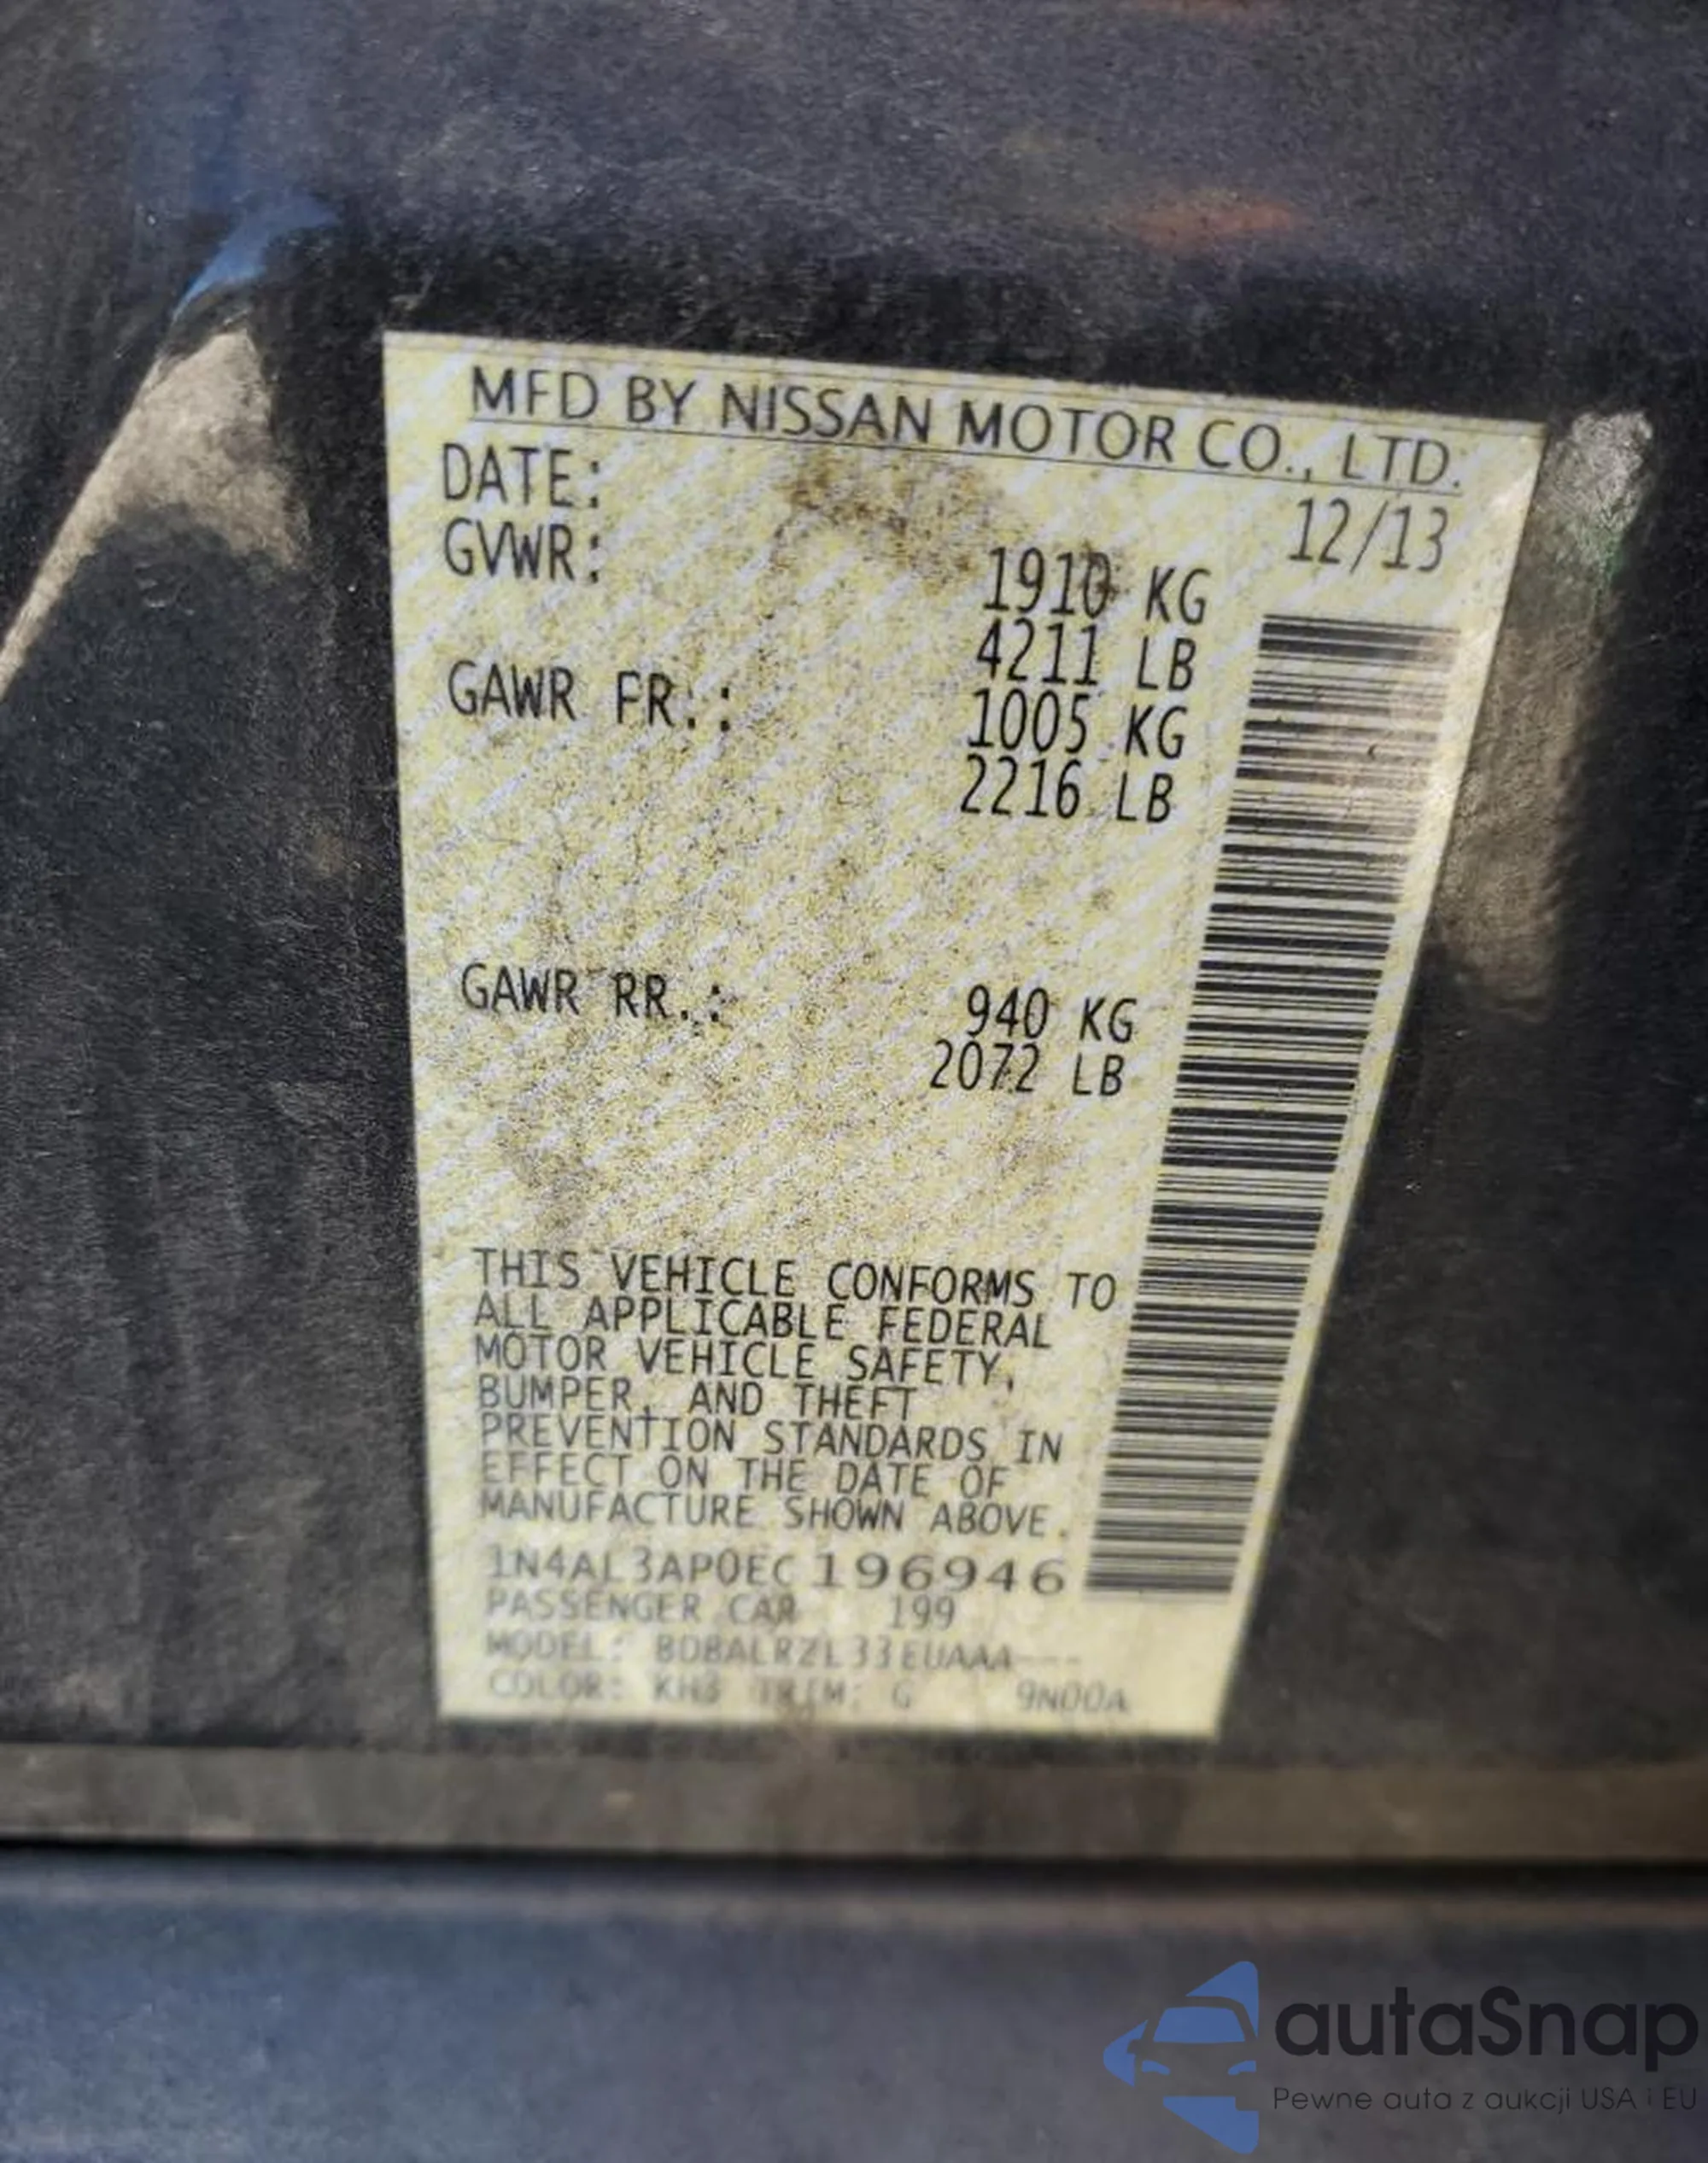 MFD BY NISSAN MOTOR CO., LTD.
DATE: 12/13
GVWR: 1910 KG
4211 LB
GAWR FR.: 1005 KG
2216 LB
GAWR RR.: 940 KG
2072 LB
THIS VEHICLE CONFORMS TO
ALL APPLICABLE FEDERAL
MOTOR VEHICLE SAFETY,
BUMPER, AND THEFT
PREVENTION STANDARDS IN
EFFECT ON THE DATE OF
MANUFACTURE SHOWN ABOVE.
1N4AL3AP0EC196946
PASSENGER CAR 199
MODEL: BDBALRZL33EUAAA---
COLOR: KH3 TRIM: G 9N00A
autaSnap
Pewne auta z aukcji USA i EU